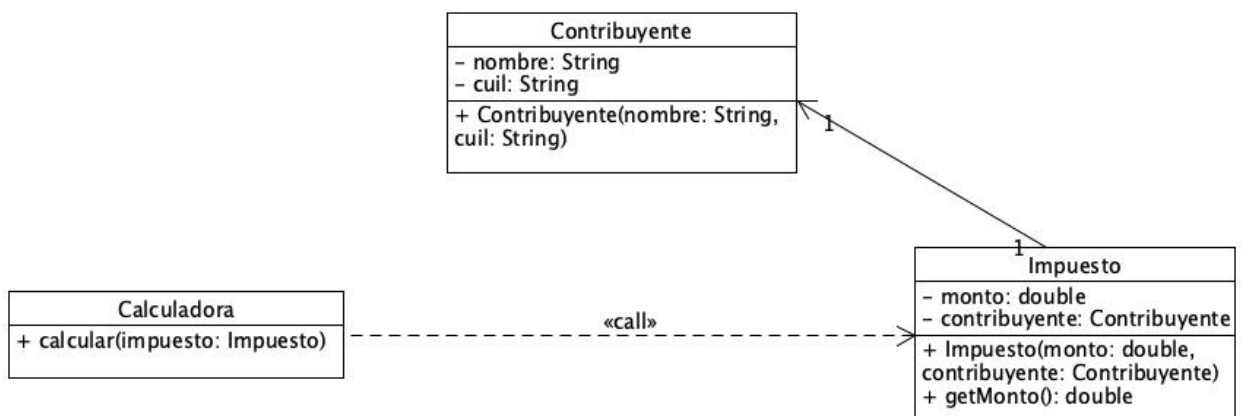 Contribuyente
– nombre: String
– cuil: String
+ Contribuyente(nombre: String,
cuil: String)
1
1
Impuesto
– monto: double
– contribuyente: Contribuyente
+ Impuesto(monto: double,
contribuyente: Contribuyente)
+ getMonto(): double
Calculadora
+ calcular(impuesto: Impuesto)
«call»